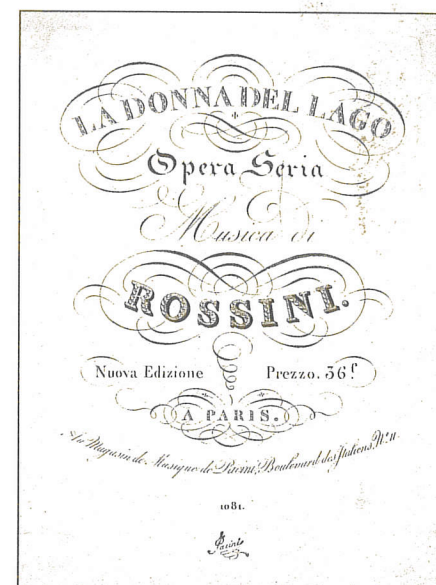 LA DONNA DEL LAGO
Opera Seria
Musica di
ROSSINI.
Nuova Edizione Prezzo. 36.f
A PARIS.
Au Magasin de Musique de Pacini, Boulevard des Italiens, N.o 11.
1081.